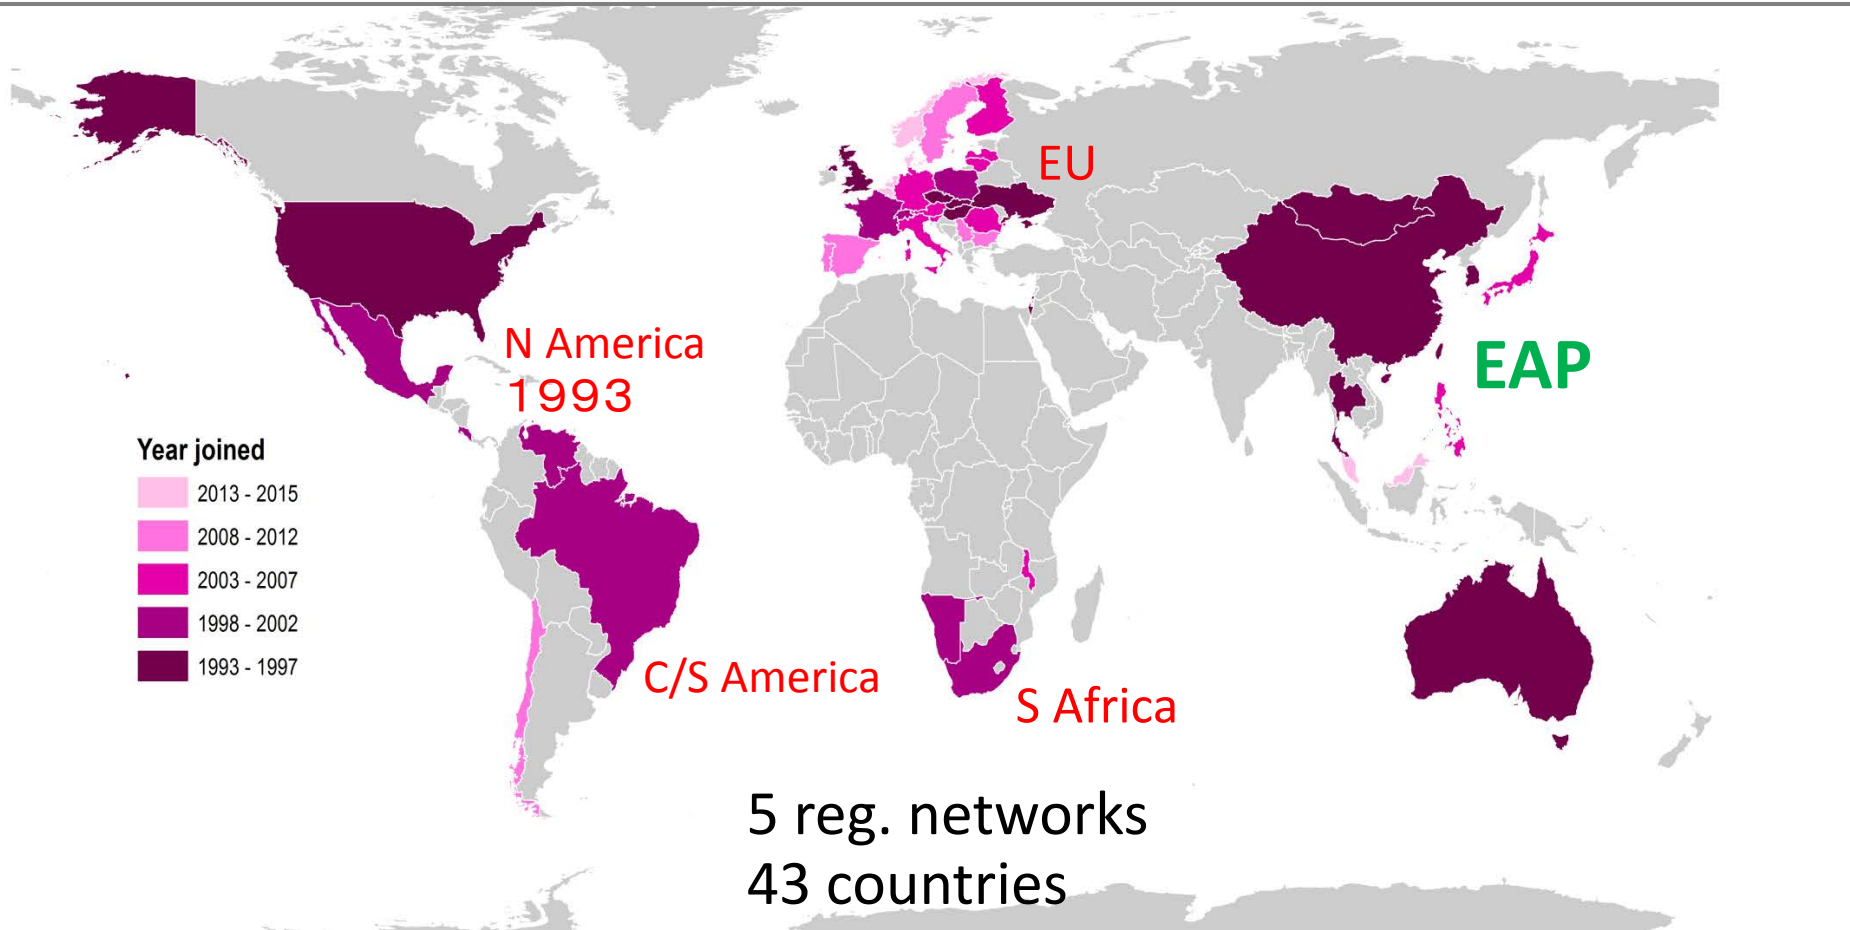 EU
N America
1993
EAP
Year joined
2013 - 2015
2008 - 2012
2003 - 2007
1998 - 2002
1993 - 1997
C/S America
S Africa
5 reg. networks
43 countries